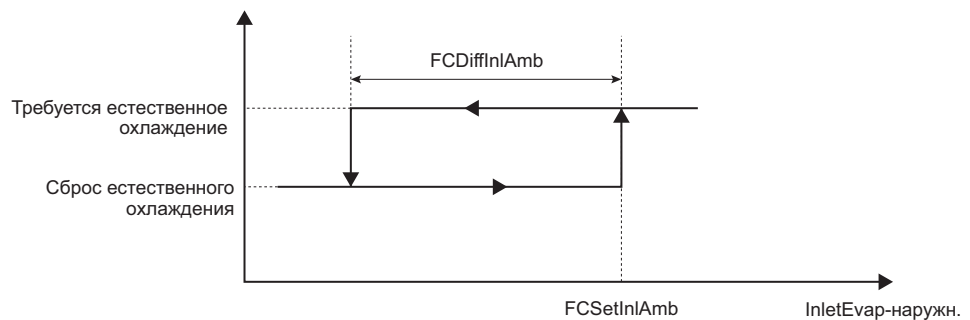 FCDiffInlAmb
Требуется естественное
охлаждение
Сброс естественного
охлаждения
FCSetInlAmb
InletEvap-наружн.